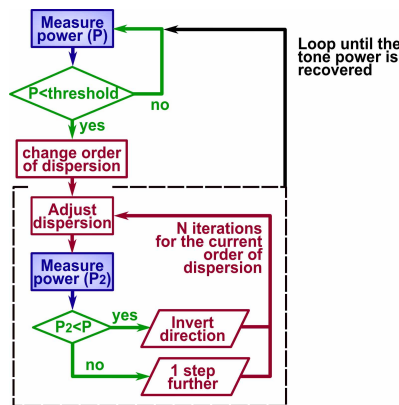 Measure
power (P)
Loop until the
tone power is
recovered
P<threshold
no
yes
change order
of dispersion
Adjust
dispersion
N iterations
for the current
order of
dispersion
Measure
power (P2)
P2<P
yes
Invert
direction
no
1 step
further